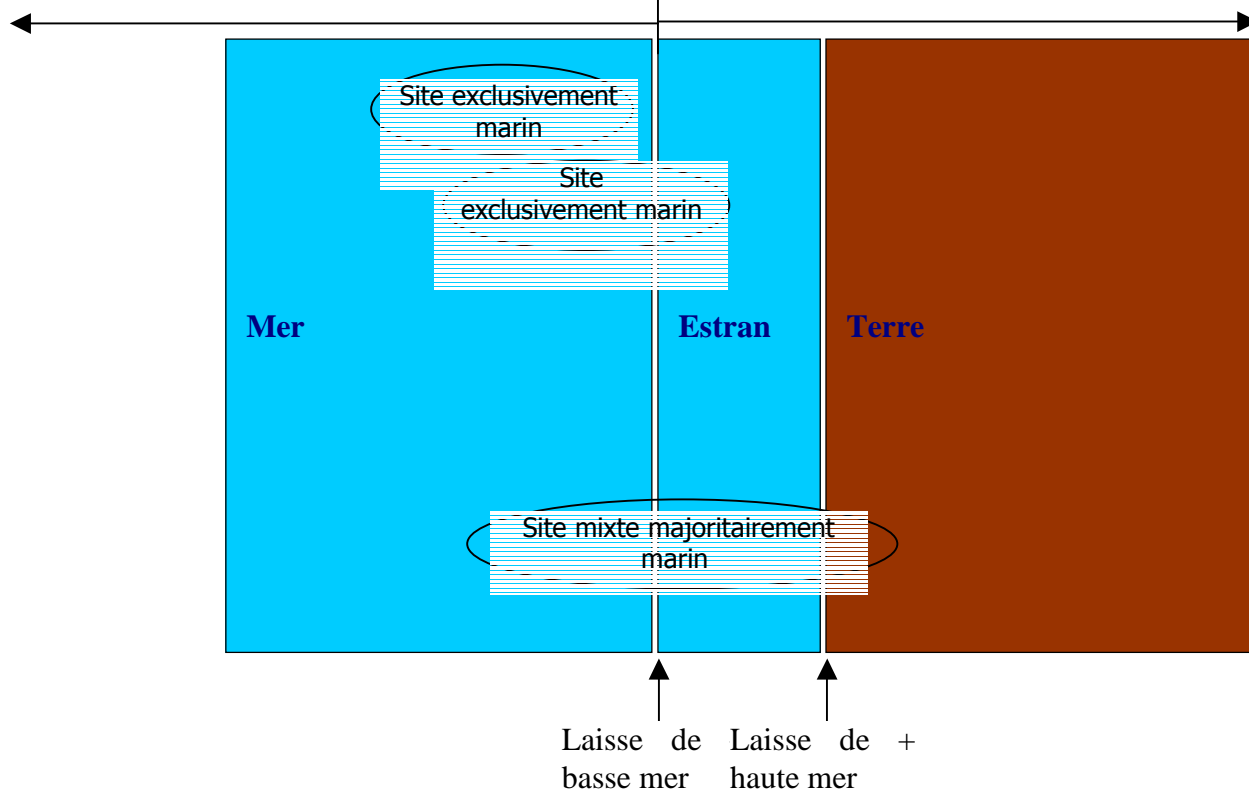 Site exclusivement
marin
Site
exclusivement marin
Mer
Estran
Terre
Site mixte majoritairement
marin
Laisse de
basse mer
Laisse de +
haute mer